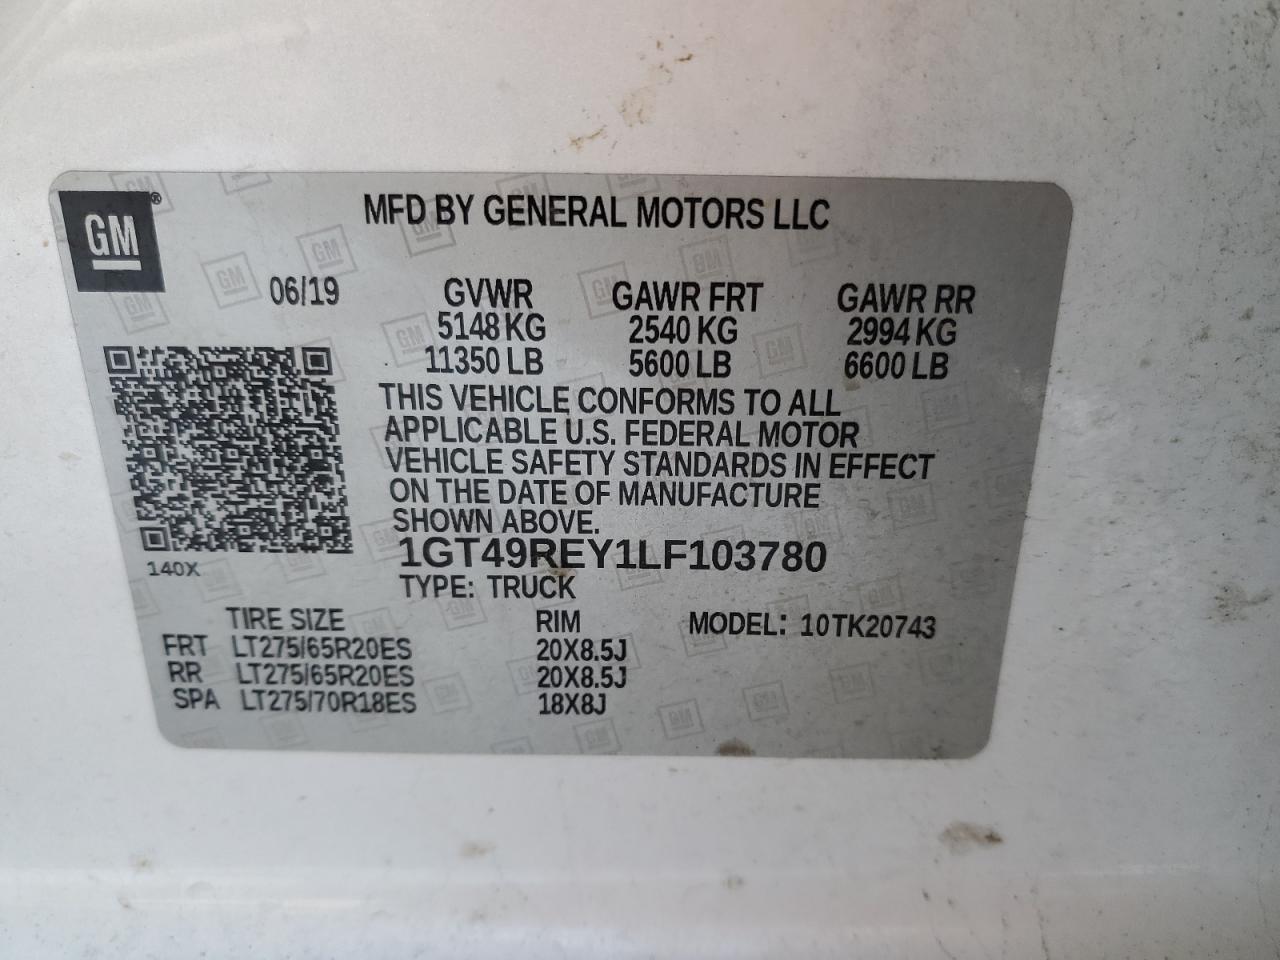 GM®
MFD BY GENERAL MOTORS LLC
06/19 GVWR GAWR FRT GAWR RR
5148 KG 2540 KG 2994 KG
11350 LB 5600 LB 6600 LB
THIS VEHICLE CONFORMS TO ALL
APPLICABLE U.S. FEDERAL MOTOR
VEHICLE SAFETY STANDARDS IN EFFECT
ON THE DATE OF MANUFACTURE
SHOWN ABOVE.
1GT49REY1LF103780
140X
TYPE: TRUCK
TIRE SIZE RIM MODEL: 10TK20743
FRT LT275/65R20ES 20X8.5J
RR LT275/65R20ES 20X8.5J
SPA LT275/70R18ES 18X8J